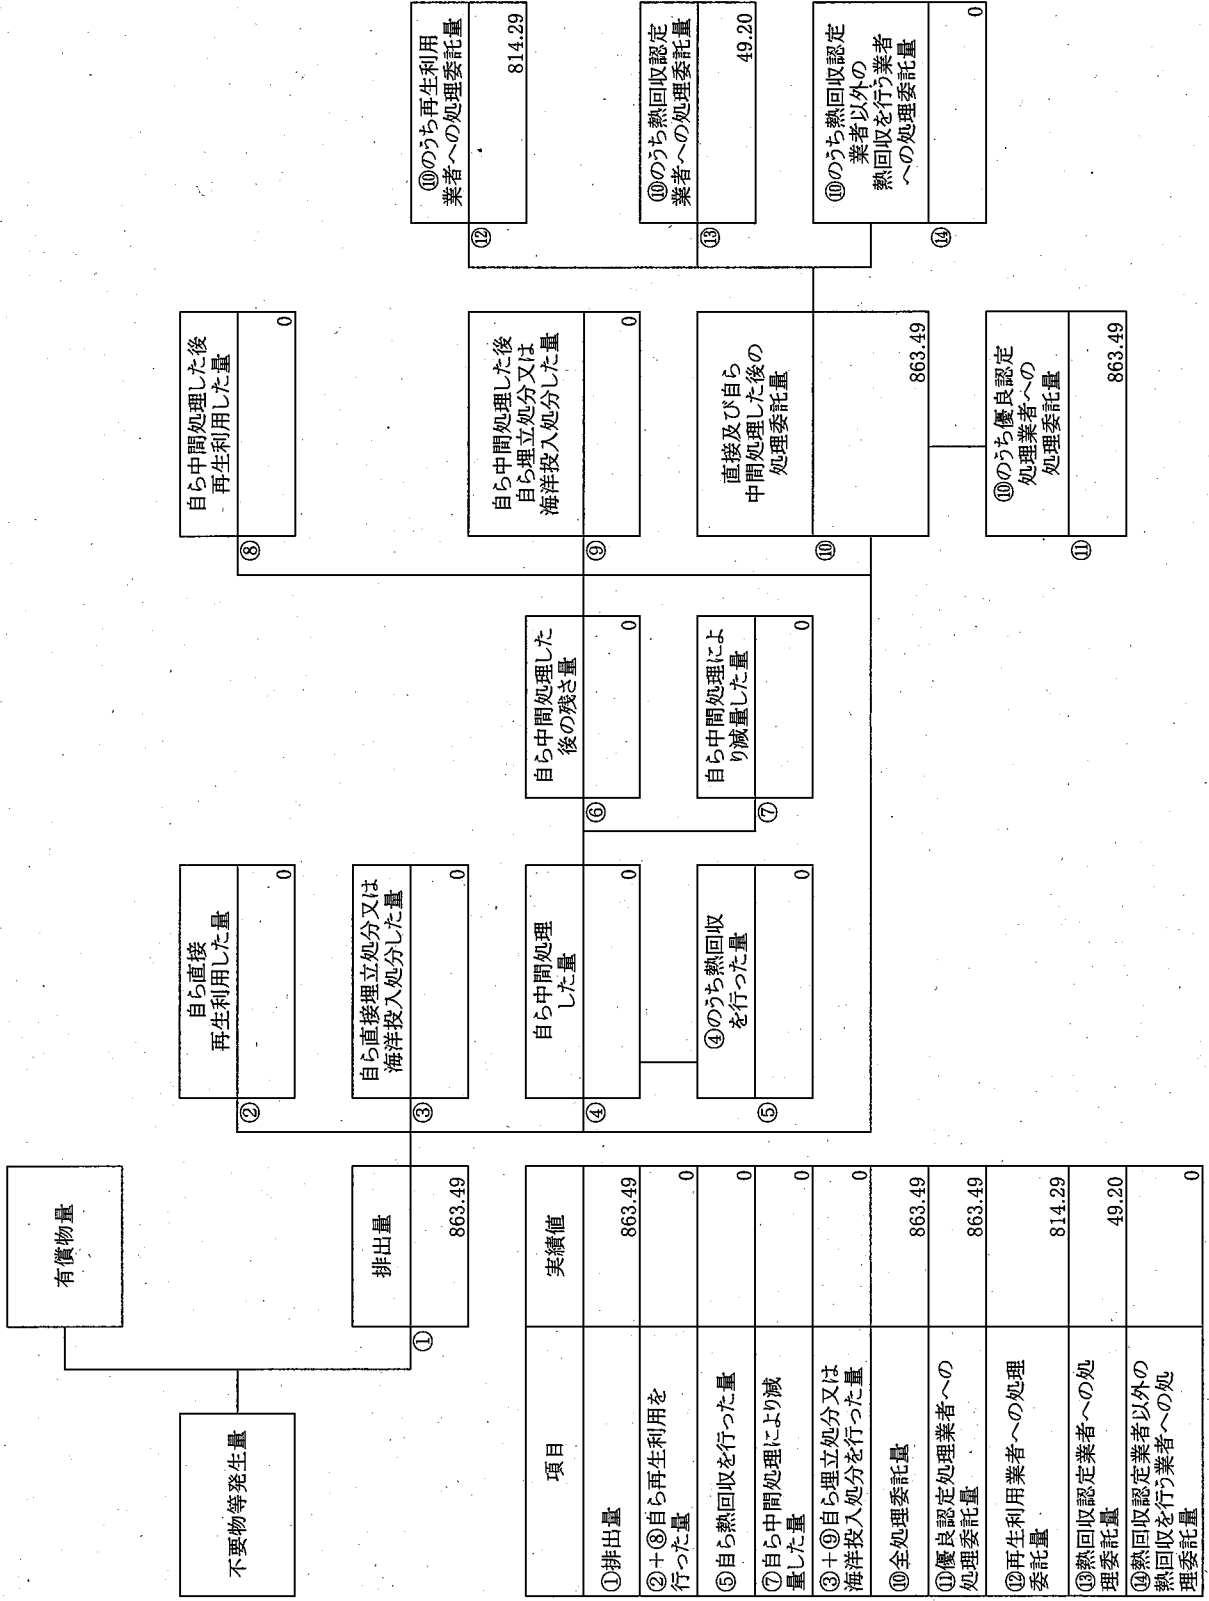 不要物等発生量
有償物量
排出量
①
863.49
自ら直接
再生利用した量
②
0
自ら直接埋立処分又は
海洋投入処分した量
③
0
自ら中間処理
した量
④
0
④のうち熱回収
を行った量
⑤
0
自ら中間処理した
後の残さ量
⑥
0
自ら中間処理によ
り減量した量
⑦
0
自ら中間処理した後
再生利用した量
⑧
0
自ら中間処理した後
自ら埋立処分又は
海洋投入処分した量
⑨
0
直接及び自ら
中間処理した後の
処理委託量
⑩
863.49
⑩のうち優良認定
処理業者への
処理委託量
⑪
863.49
⑩のうち再生利用
業者への処理委託量
⑫
814.29
⑩のうち熱回収認定
業者への処理委託量
⑬
49.20
⑩のうち熱回収認定
業者以外の
熱回収を行う業者
への処理委託量
⑭
0
項目 実績値
①排出量 863.49
②+⑧自ら再生利用を
行った量 0
⑤自ら熱回収を行った量 0
⑦自ら中間処理により減
量した量 0
③+⑨自ら埋立処分又は
海洋投入処分を行った量 0
⑩全処理委託量 863.49
⑪優良認定処理業者への
処理委託量 863.49
⑫再生利用業者への処理
委託量 814.29
⑬熱回収認定業者への処
理委託量 49.20
⑭熱回収認定業者以外の
熱回収を行う業者への処
理委託量 0